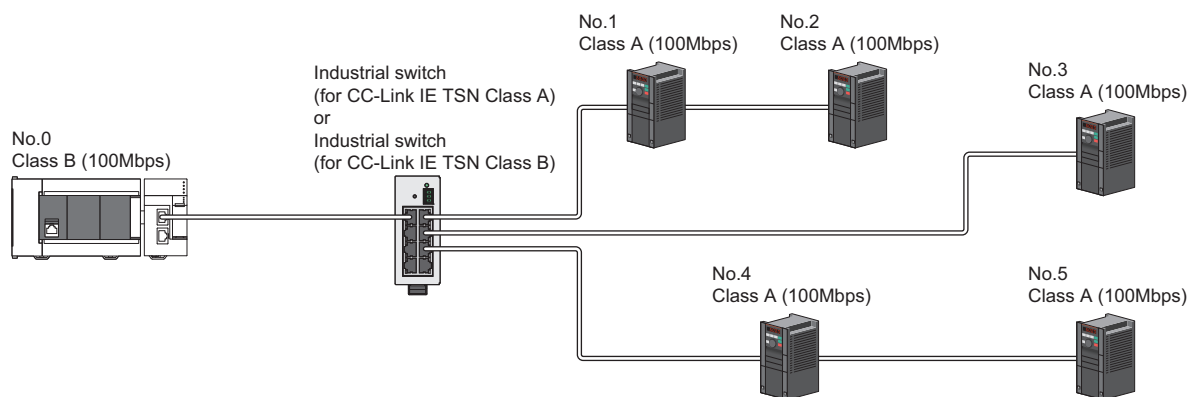 No.0
Class B (100Mbps)
Industrial switch
(for CC-Link IE TSN Class A)
or
Industrial switch
(for CC-Link IE TSN Class B)
No.1
Class A (100Mbps)
No.2
Class A (100Mbps)
No.3
Class A (100Mbps)
No.4
Class A (100Mbps)
No.5
Class A (100Mbps)